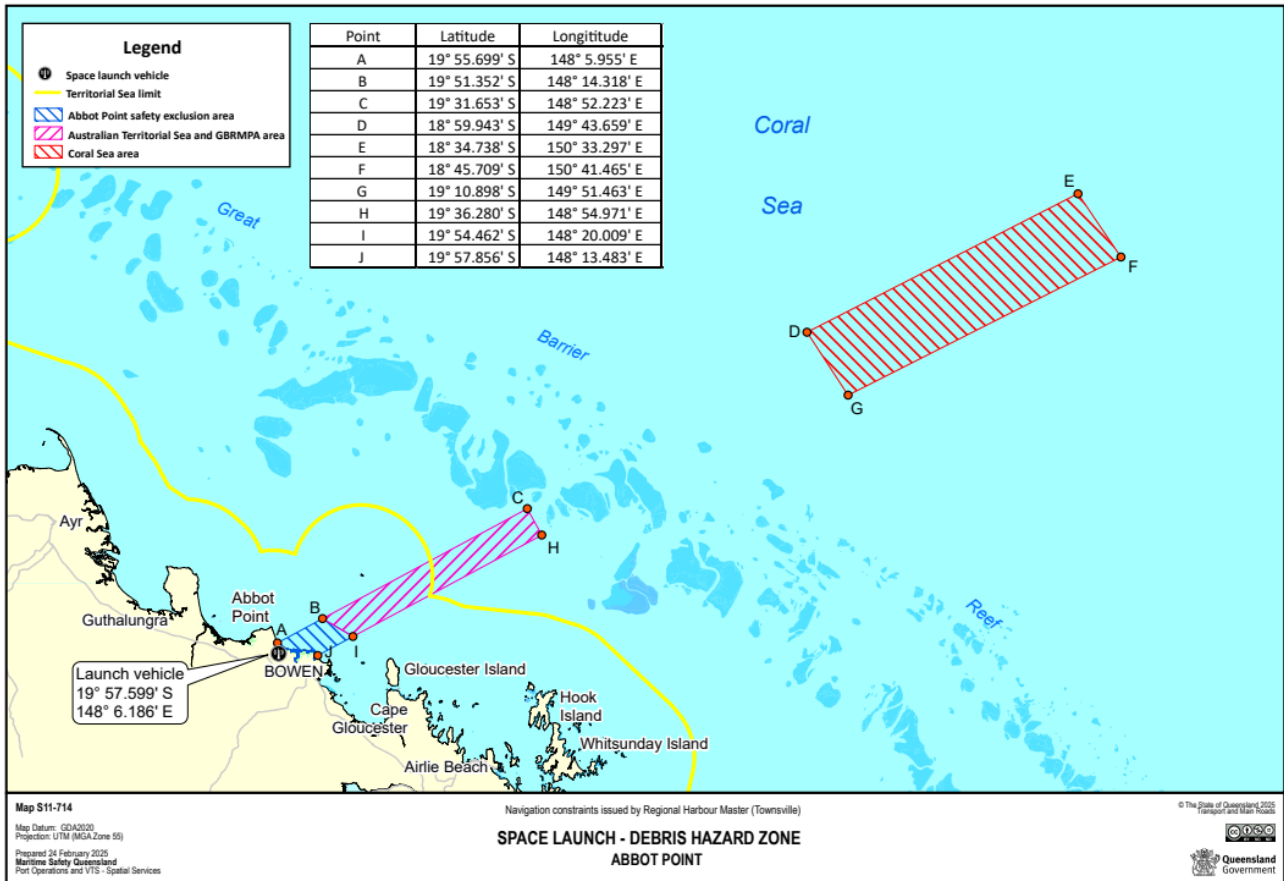 Legend
Space launch vehicle
Territorial Sea limit
Abbot Point safety exclusion area
Australian Territorial Sea and GBRMPA area
Coral Sea area
Point Latitude Longitiude
A 19° 55.699' S 148° 5.955' E
B 19° 51.352' S 148° 14.318' E
C 19° 31.653' S 148° 52.223' E
D 18° 59.943' S 149° 43.659' E
E 18° 34.738' S 150° 33.297' E
F 18° 45.709' S 150° 41.465' E
G 19° 10.898' S 149° 51.463' E
H 19° 36.280' S 148° 54.971' E
I 19° 54.462' S 148° 20.009' E
J 19° 57.856' S 148° 13.483' E
Coral
Sea
Great
Barrier
Reef
E
F
D
G
C
H
B
I
A
J
Ayr
Guthalungra
Abbot
Point
BOWEN
Launch vehicle
19° 57.599' S
148° 6.186' E
Gloucester Island
Cape
Gloucester
Hook
Island
Whitsunday Island
Airlie Beach
Map S11-714
Map Datum: GDA2020
Projection: UTM (MGA Zone 55)
Prepared 24 February 2025
Maritime Safety Queensland
Port Operations and VTS - Spatial Services
Navigation constraints issued by Regional Harbour Master (Townsville)
SPACE LAUNCH - DEBRIS HAZARD ZONE
ABBOT POINT
© The State of Queensland 2025
Transport and Main Roads
Queensland
Government